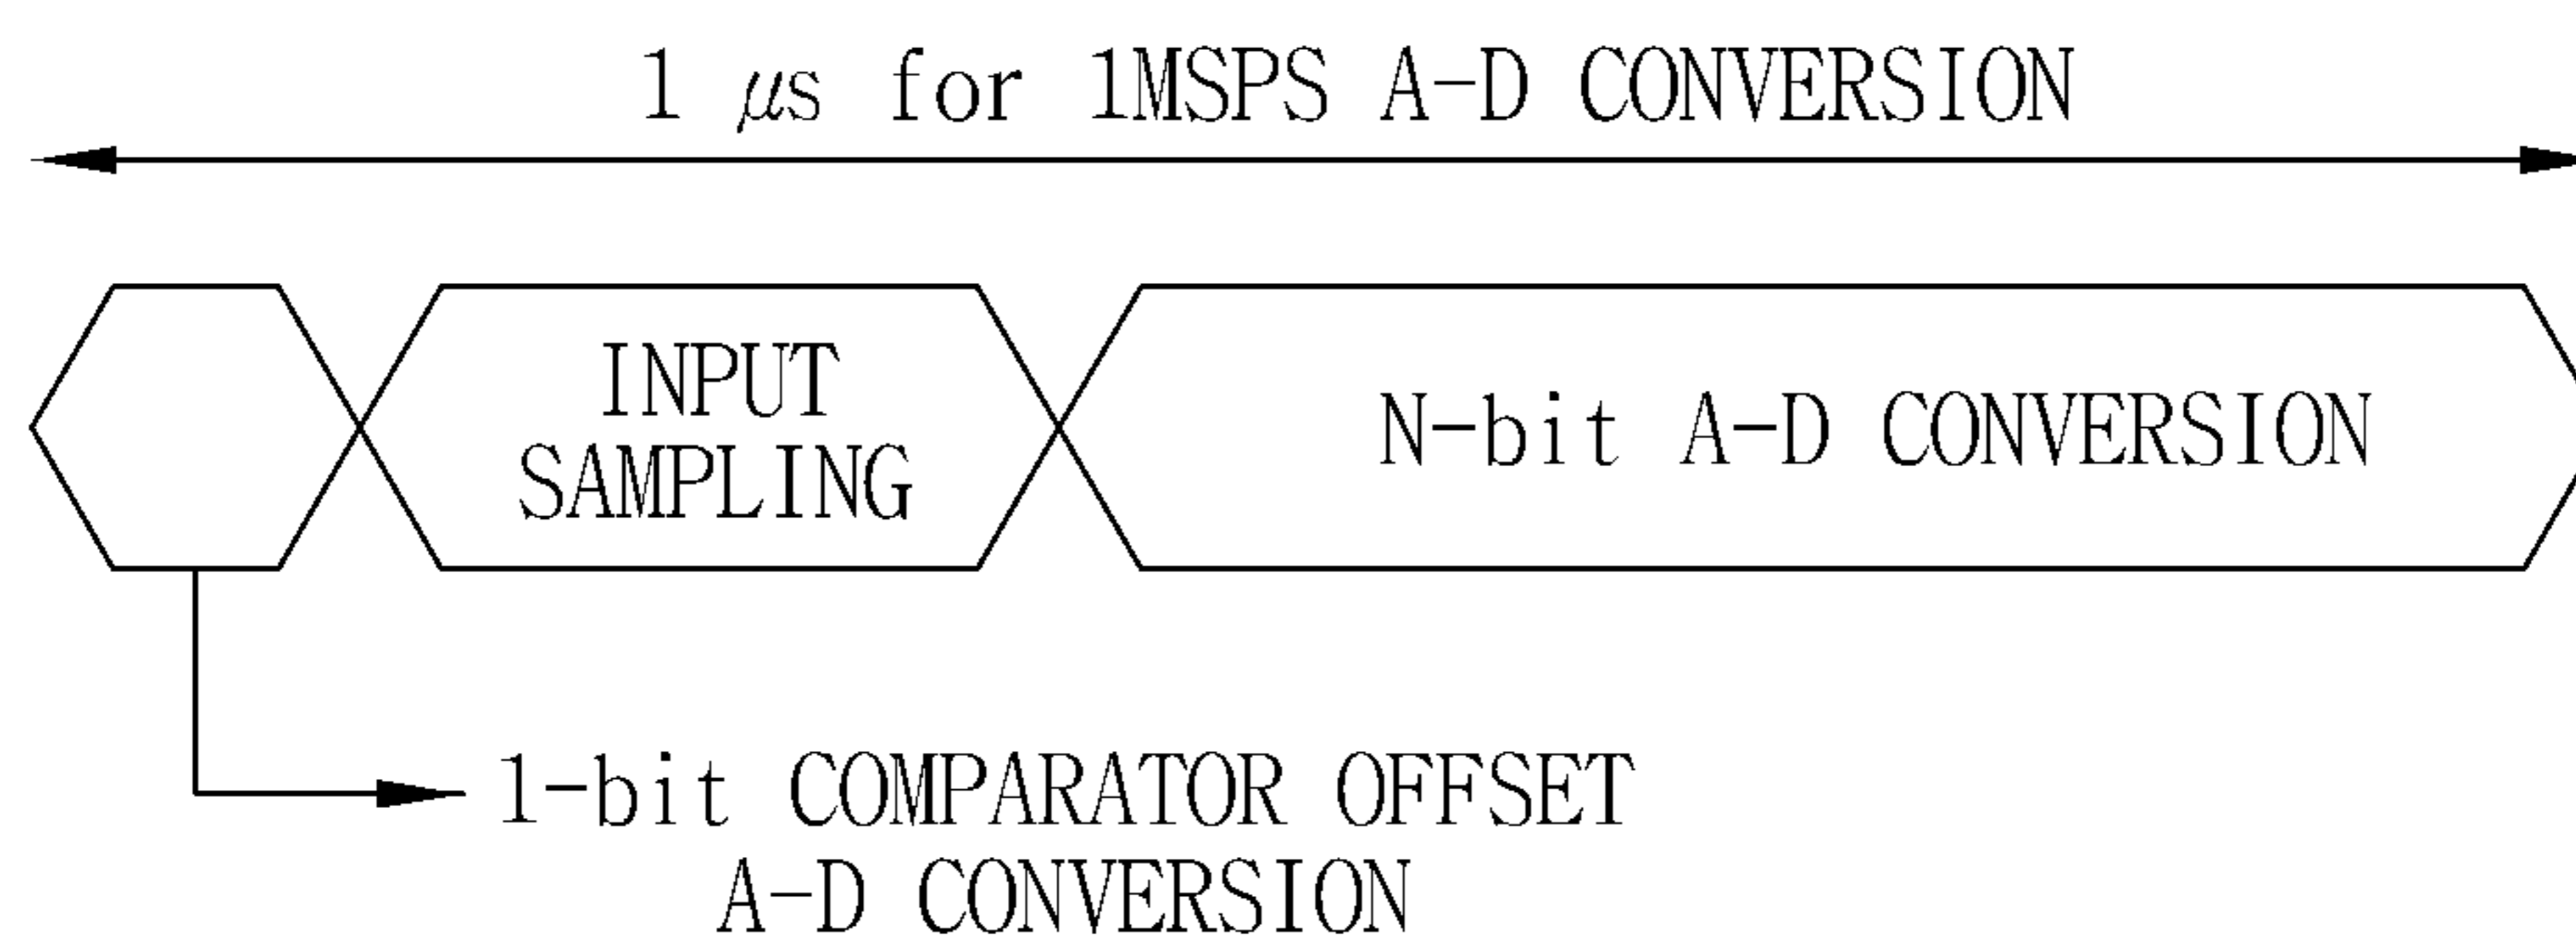 1 μs for 1MSPS A-D CONVERSION
INPUT
SAMPLING
N-bit A-D CONVERSION
1-bit COMPARATOR OFFSET
A-D CONVERSION